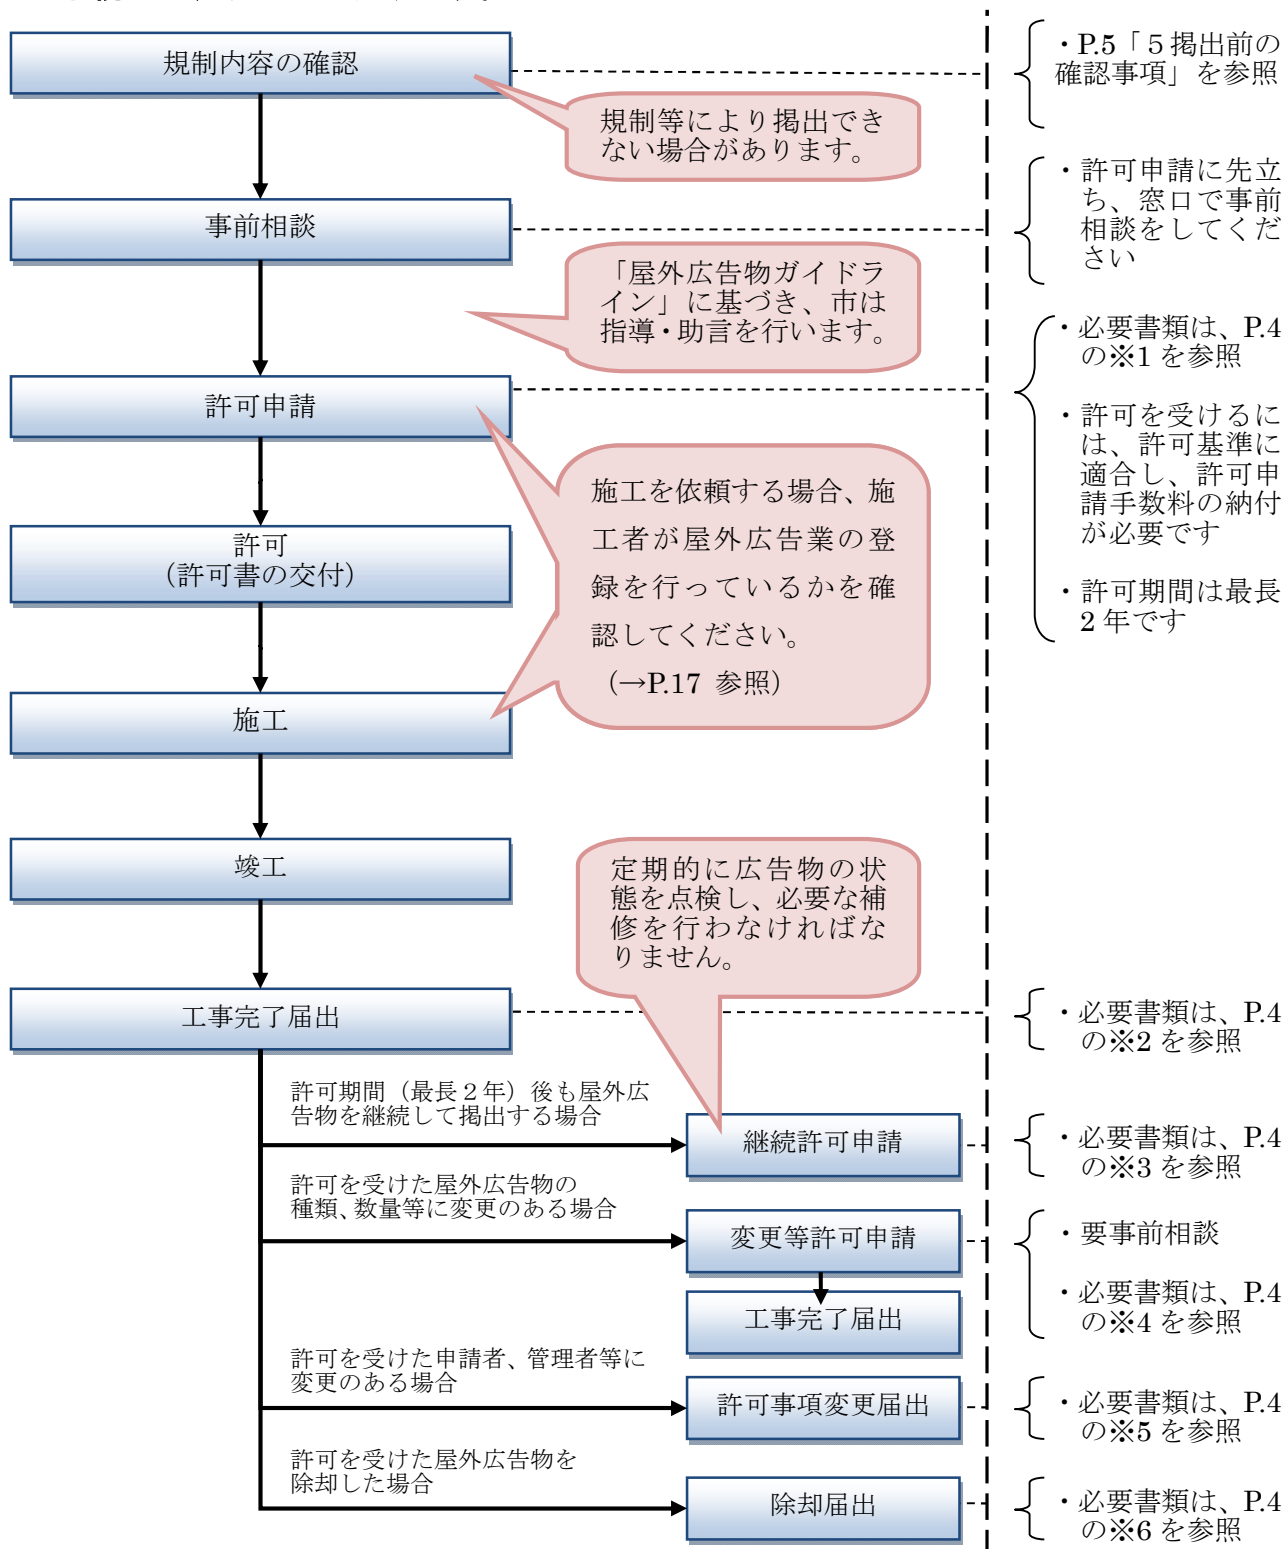 規制内容の確認
・P.5「５掲出前の
確認事項」を参照
規制等により掲出でき
ない場合があります。
事前相談
・許可申請に先立
ち、窓口で事前
相談をしてくだ
さい
「屋外広告物ガイドラ
イン」に基づき、市は
指導・助言を行います。
許可申請
・必要書類は、P.4
の※1を参照
・許可を受けるに
は、許可基準に
適合し、許可申
請手数料の納付
が必要です
・許可期間は最長
2年です
施工を依頼する場合、施
工者が屋外広告業の登
録を行っているかを確
認してください。
（→P.17 参照）
許可
（許可書の交付）
施工
竣工
定期的に広告物の状
態を点検し、必要な補
修を行わなければな
りません。
工事完了届出
・必要書類は、P.4
の※2を参照
許可期間（最長２年）後も屋外広
告物を継続して掲出する場合
継続許可申請
・必要書類は、P.4
の※3を参照
許可を受けた屋外広告物の
種類、数量等に変更のある場合
変更等許可申請
工事完了届出
・要事前相談
・必要書類は、P.4
の※4を参照
許可を受けた申請者、管理者等に
変更のある場合
許可事項変更届出
・必要書類は、P.4
の※5を参照
許可を受けた屋外広告物を
除却した場合
除却届出
・必要書類は、P.4
の※6を参照